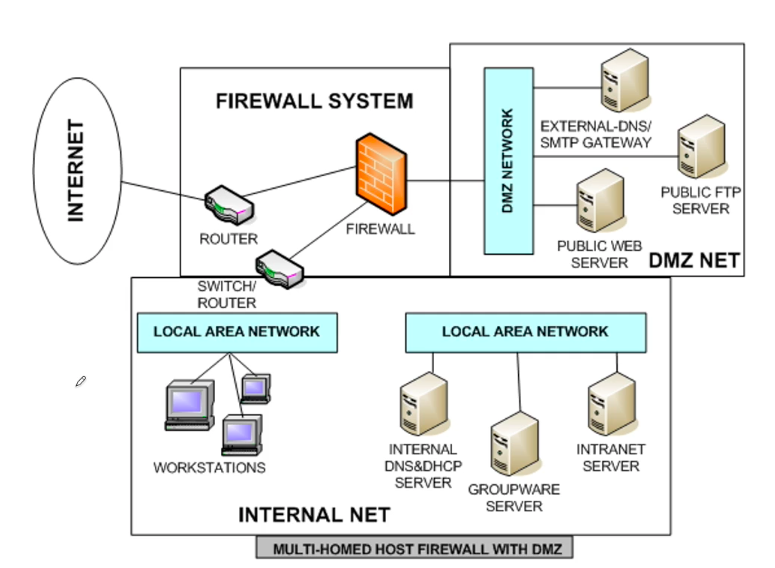 FIREWALL SYSTEM
INTERNET
DMZ NETWORK
EXTERNAL-DNS/
SMTP GATEWAY
PUBLIC FTP
SERVER
ROUTER
FIREWALL
PUBLIC WEB
SERVER
DMZ NET
SWITCH/
ROUTER
LOCAL AREA NETWORK
LOCAL AREA NETWORK
WORKSTATIONS
INTERNAL
DNS&DHCP
SERVER
GROUPWARE
SERVER
INTRANET
SERVER
INTERNAL NET
MULTI-HOMED HOST FIREWALL WITH DMZ